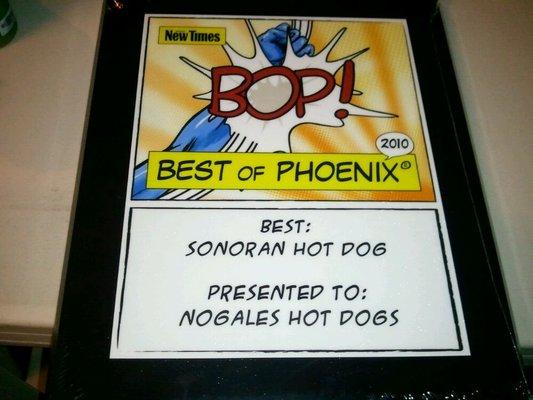 New Times
BOP!
2010
BEST OF PHOENIX®
BEST:
SONORAN HOT DOG
PRESENTED TO:
NOGALES HOT DOGS